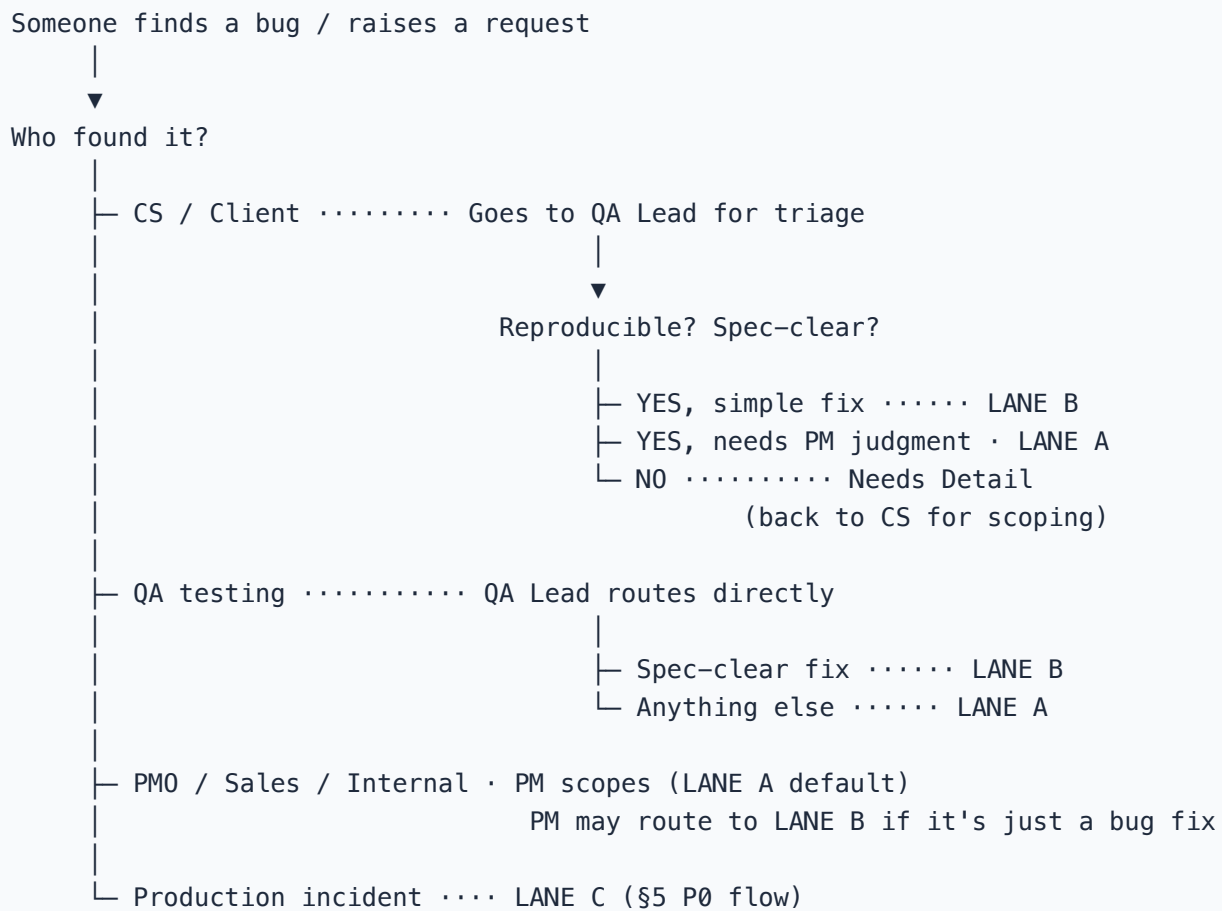 Someone finds a bug / raises a request
│
▼
Who found it?
│
├─ CS / Client ········· Goes to QA Lead for triage
│                                │
│                                ▼
│                          Reproducible? Spec-clear?
│                                │
│                                ├─ YES, simple fix ······ LANE B
│                                ├─ YES, needs PM judgment · LANE A
│                                └─ NO ·········· Needs Detail
│                                          (back to CS for scoping)
│
├─ QA testing ··········· QA Lead routes directly
│                                │
│                                ├─ Spec-clear fix ······ LANE B
│                                └─ Anything else ······ LANE A
│
├─ PMO / Sales / Internal · PM scopes (LANE A default)
│                            PM may route to LANE B if it's just a bug fix
│
└─ Production incident ···· LANE C (§5 P0 flow)